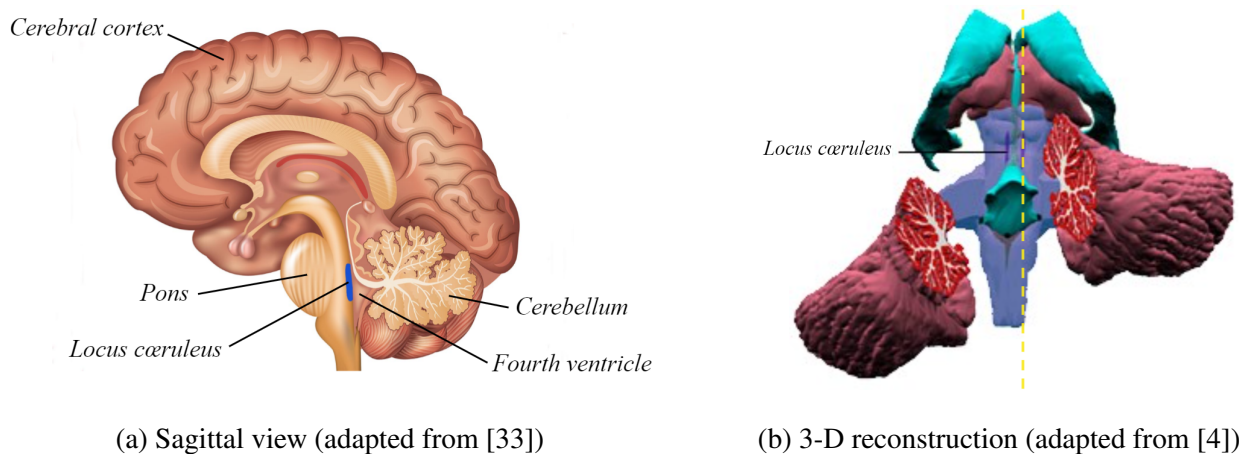 Cerebral cortex
Pons
Locus cœruleus
Cerebellum
Fourth ventricle
Locus cœruleus
(a) Sagittal view (adapted from [33])
(b) 3-D reconstruction (adapted from [4])